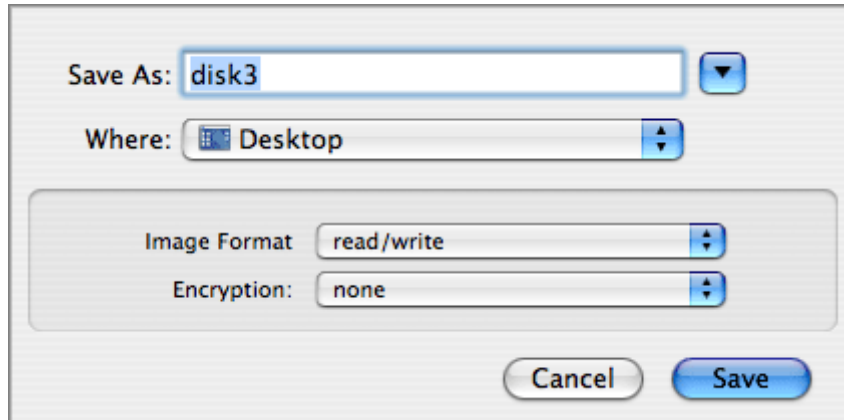 Save As: disk3
Where: Desktop
Image Format read/write
Encryption: none
Cancel Save